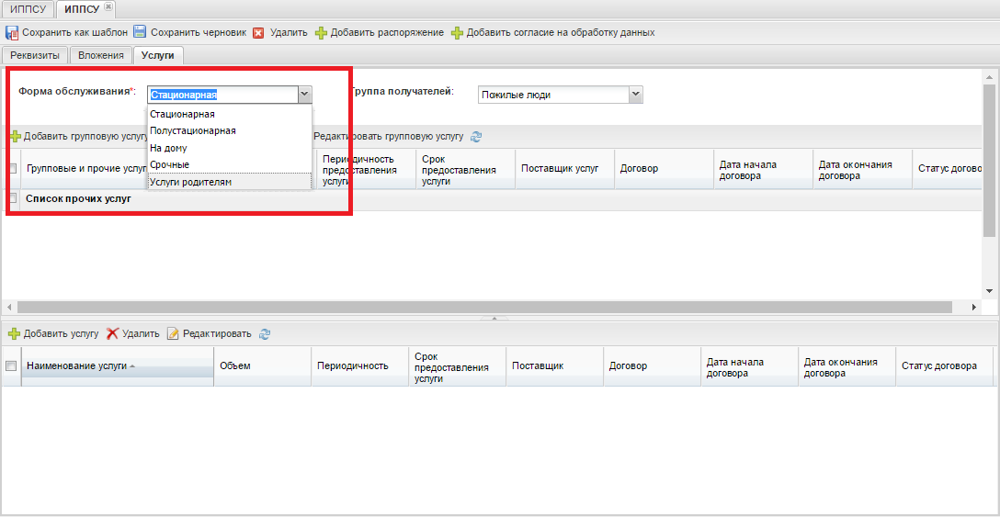 ИППСУ
ИППСУ
Сохранить как шаблон Сохранить черновик Удалить Добавить распоряжение Добавить согласие на обработку данных
Реквизиты Вложения Услуги
Форма обслуживания*: Стационарная Группа получателей: Пожилые люди
Стационарная
Полустационарная
На дому
Срочные
Услуги родителям
Добавить групповую услугу Редактировать групповую услугу
Групповые и прочие услуг
Периодичность предоставления услуги
Срок предоставления услуги
Поставщик услуг
Договор
Дата начала договора
Дата окончания договора
Статус догово
Список прочих услуг
Добавить услугу Удалить Редактировать
Наименование услуги
Объем
Периодичность
Срок предоставления услуги
Поставщик
Договор
Дата начала договора
Дата окончания договора
Статус договора